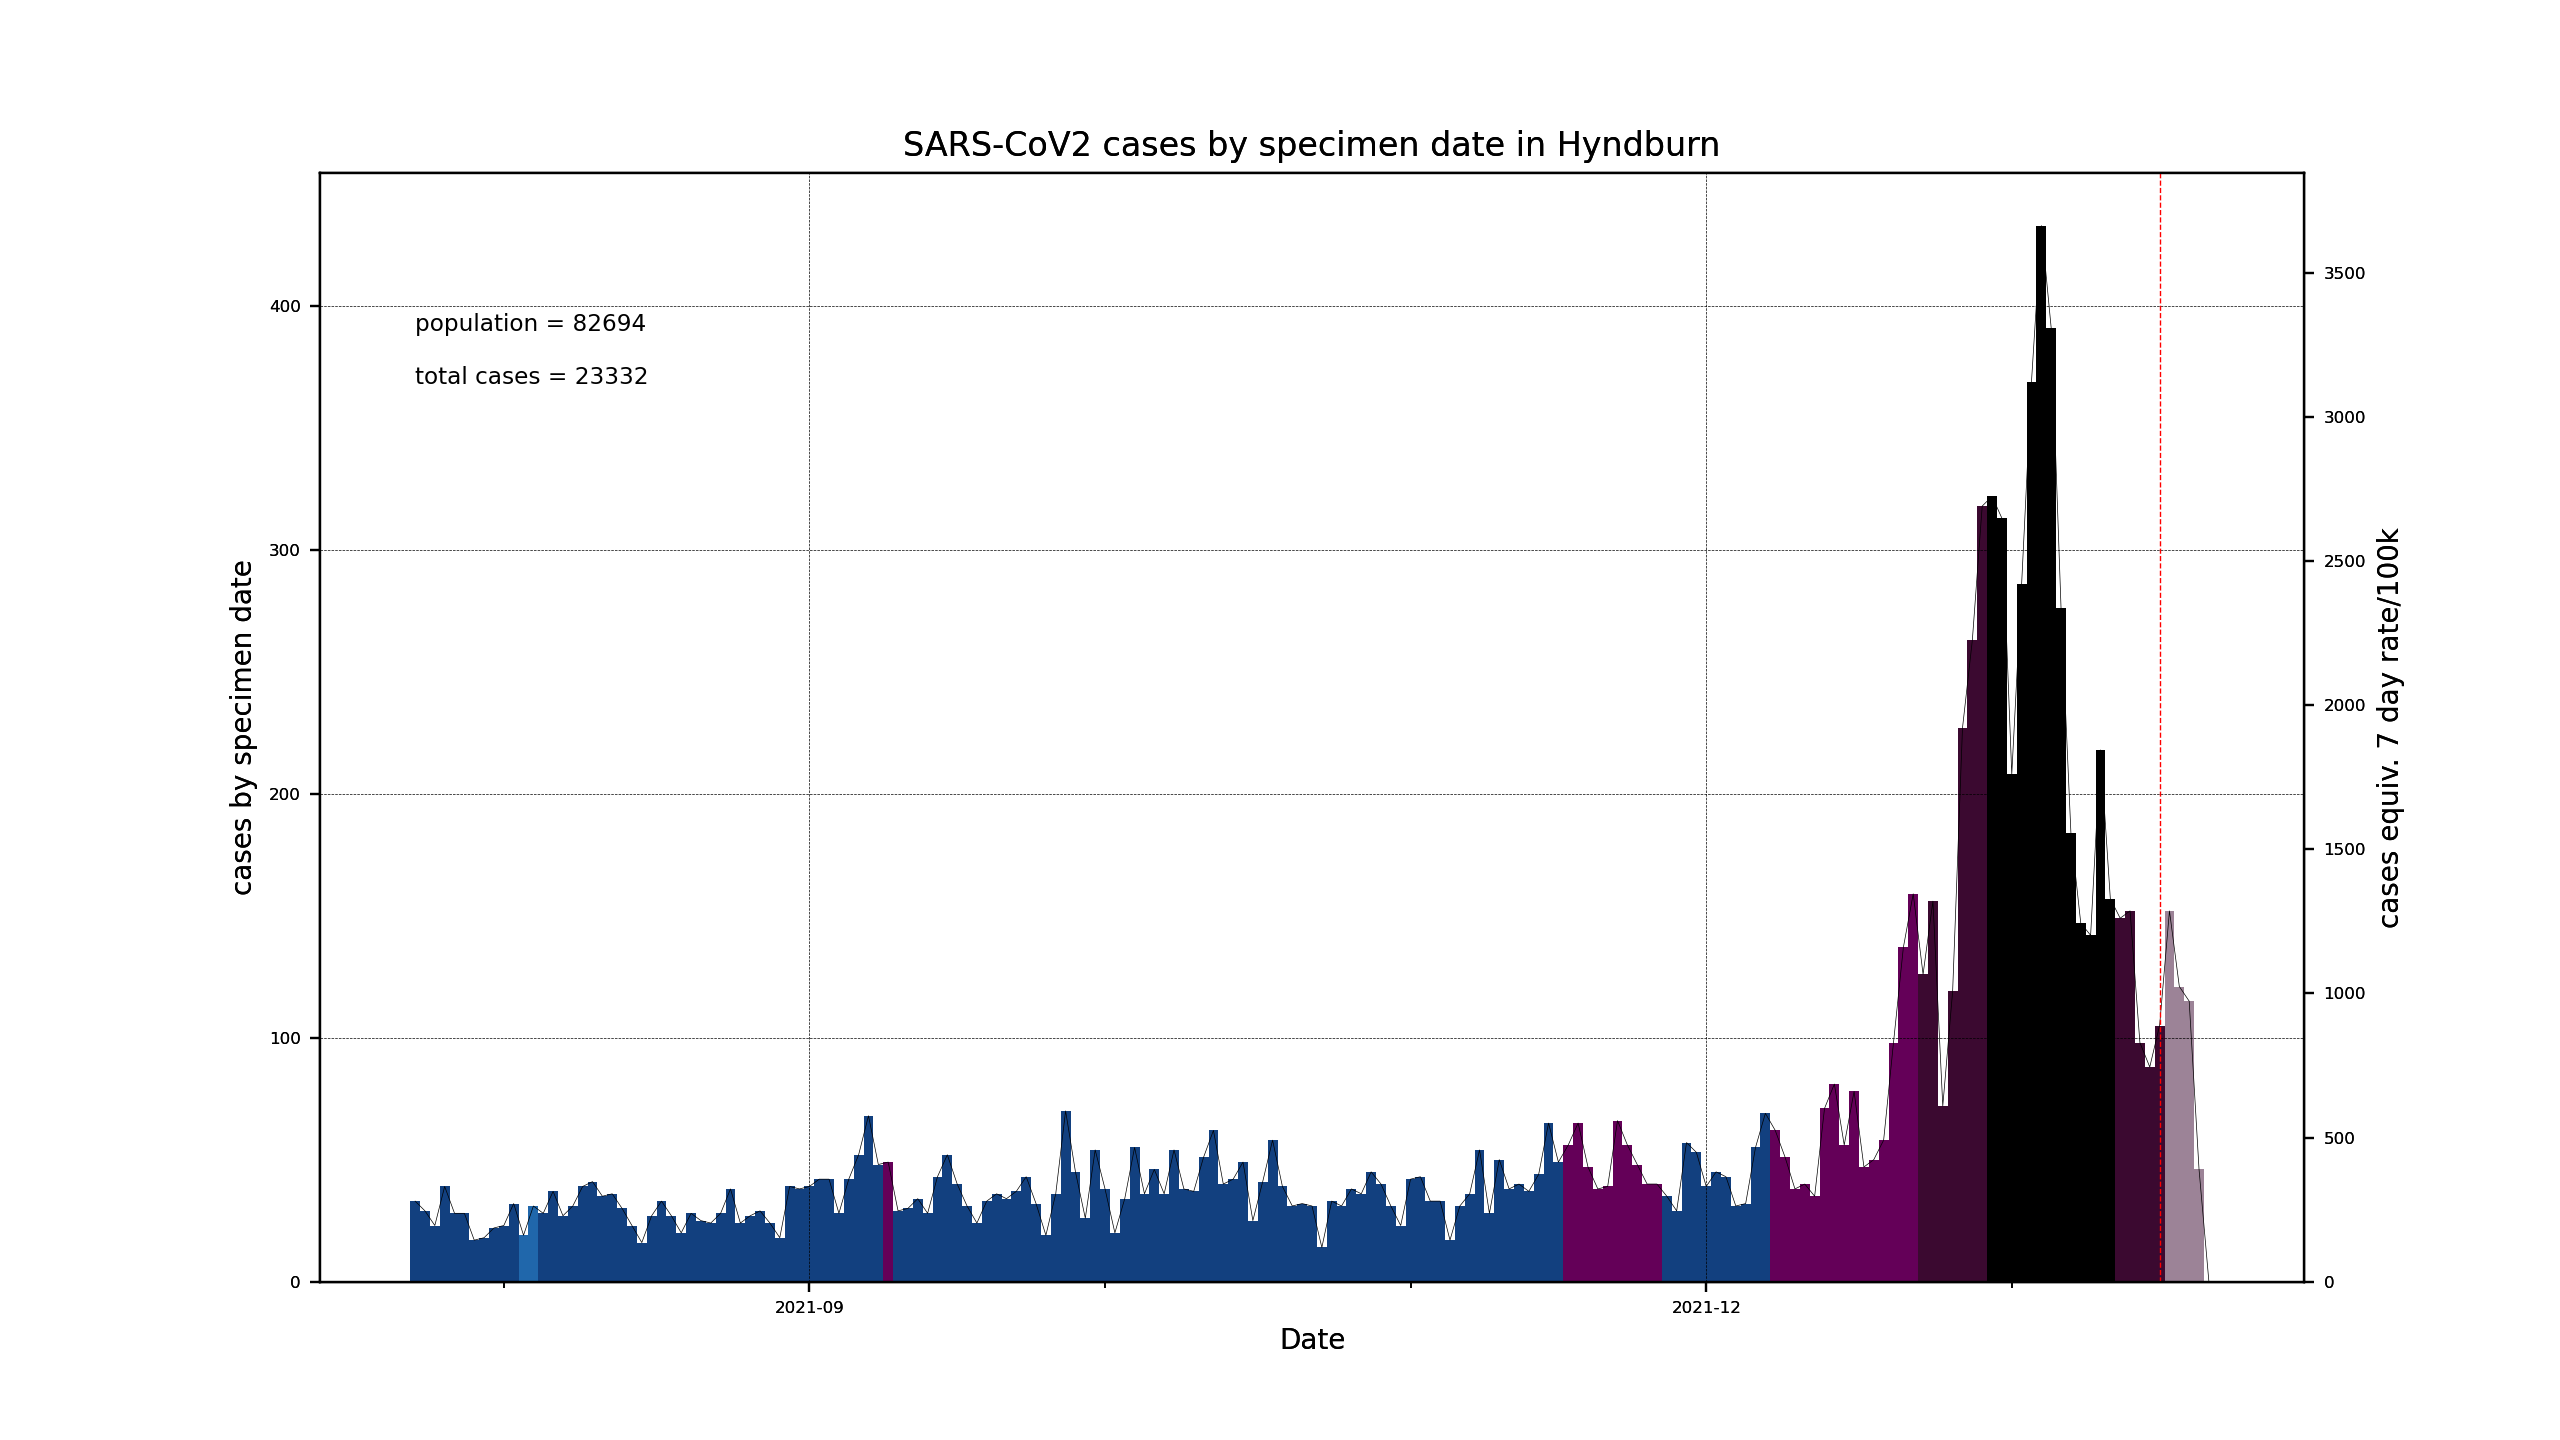 SARS-CoV2 cases by specimen date in Hyndburn
population = 82694
total cases = 23332
cases by specimen date
400
300
200
100
0
3500
3000
2500
2000
1500
1000
500
0
cases equiv. 7 day rate/100k
2021-09
2021-12
Date